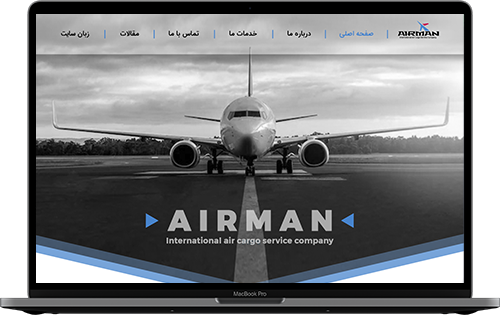 AIRMAN
صفحه اصلی | درباره ما | خدمات ما | تماس با ما | مقالات | زبان سایت
AIRMAN
International air cargo service company
MacBook Pro